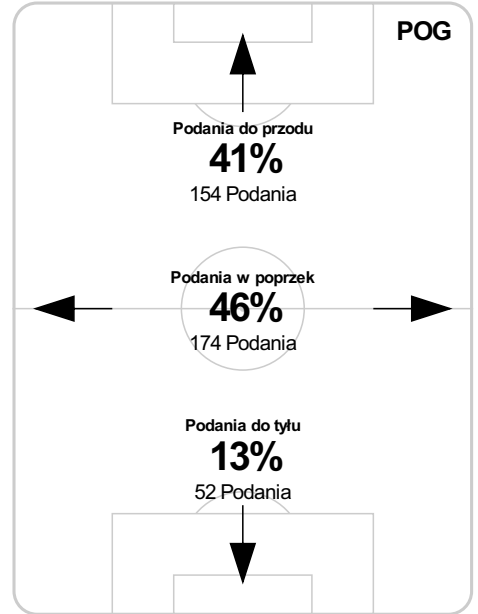 POG
Podania do przodu
41%
154 Podania
Podania w poprzek
46%
174 Podania
Podania do tyłu
13%
52 Podania